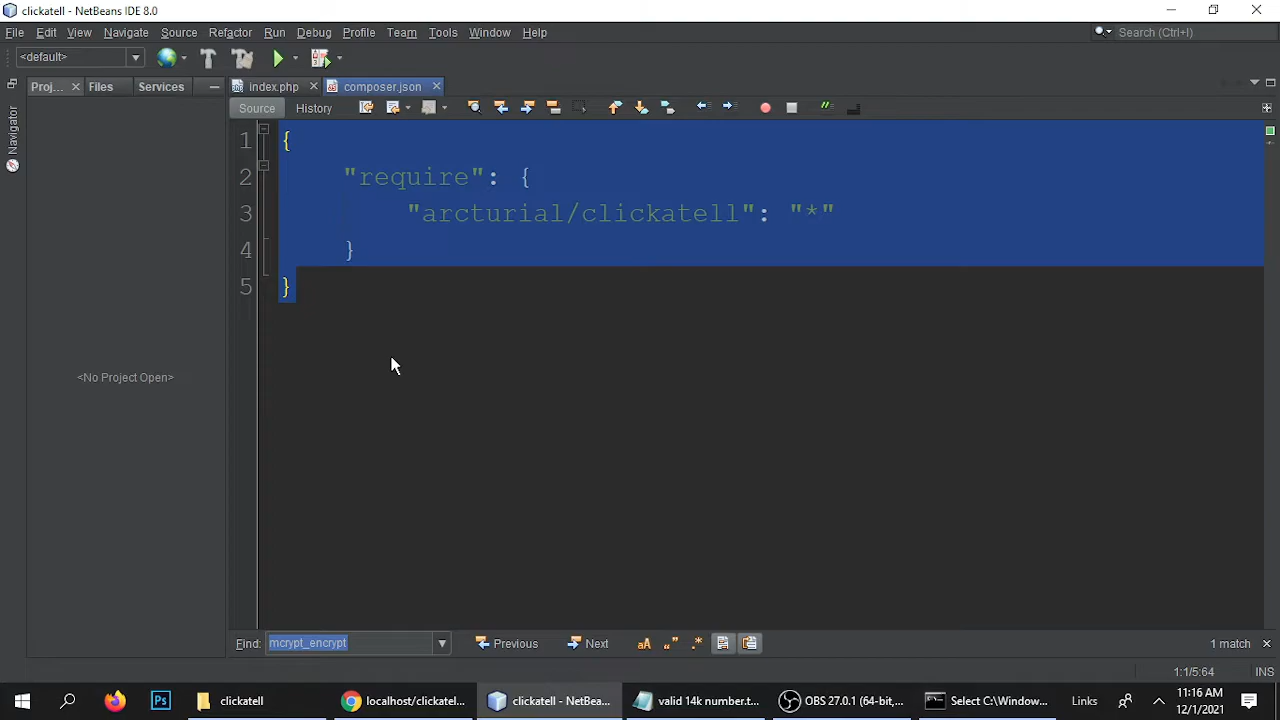 clickatell - NetBeans IDE 8.0
File Edit View Navigate Source Refactor Run Debug Profile Team Tools Window Help
Search (Ctrl+I)
<default>
Proj... Files Services
index.php composer.json
Source History
Navigator
1 {
2 "require": {
3 "arcturial/clickatell": "*"
4 }
5 }
<No Project Open>
Find: mcrypt_encrypt Previous Next aA 1 match
1:1/5:64 INS
clickatell localhost/clickate... clickatell - NetBea... valid 14k number.t... OS 27.0.1 (64-bit,... Select C:\Window... Links
11:16 AM
12/1/2021